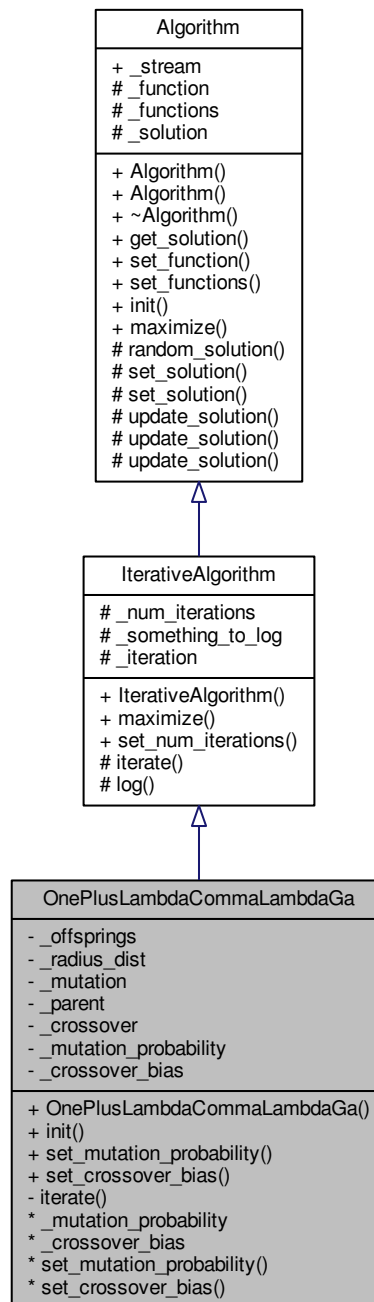 Algorithm
+ _stream
# _function
# _functions
# _solution
+ Algorithm()
+ Algorithm()
+ ~Algorithm()
+ get_solution()
+ set_function()
+ set_functions()
+ init()
+ maximize()
# random_solution()
# set_solution()
# set_solution()
# update_solution()
# update_solution()
# update_solution()
IterativeAlgorithm
# _num_iterations
# _something_to_log
# _iteration
+ IterativeAlgorithm()
+ maximize()
+ set_num_iterations()
# iterate()
# log()
OnePlusLambdaCommaLambdaGa
- _offsprings
- _radius_dist
- _mutation
- _parent
- _crossover
- _mutation_probability
- _crossover_bias
+ OnePlusLambdaCommaLambdaGa()
+ init()
+ set_mutation_probability()
+ set_crossover_bias()
- iterate()
* _mutation_probability
* _crossover_bias
* set_mutation_probability()
* set_crossover_bias()